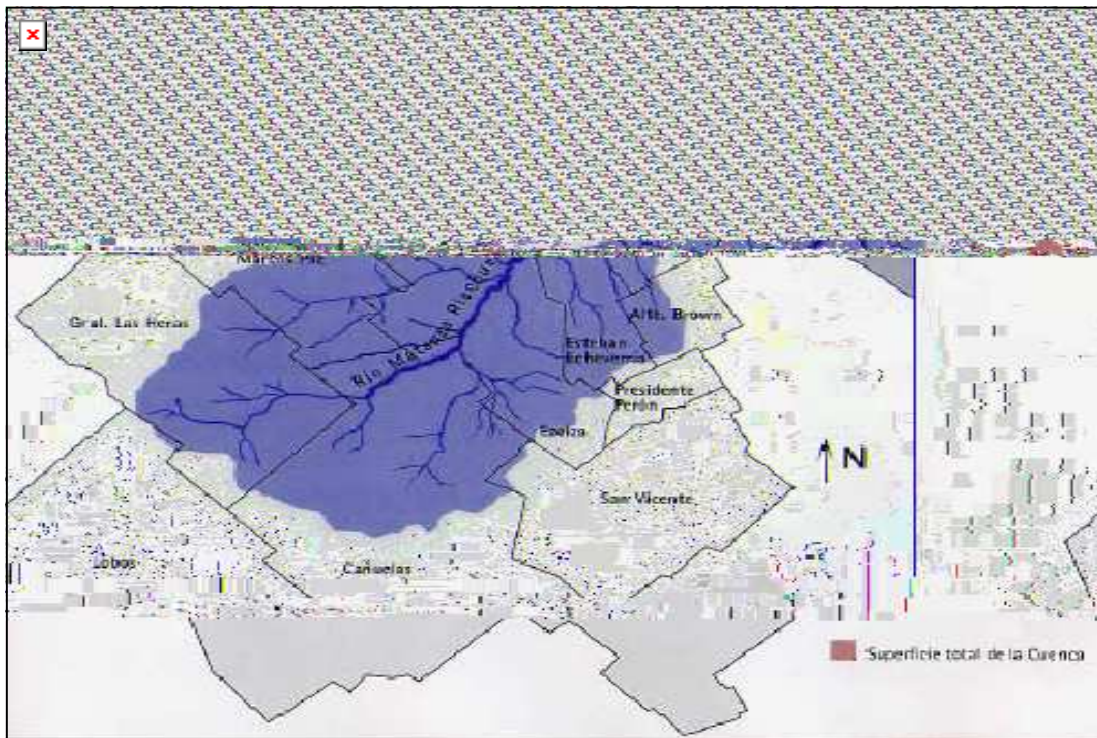 Gral. Las Heras
Río Matanza
Alte. Brown
Esteban
Echeverría
Presidente
Perón
Ezeiza
N
San Vicente
Lobos
Cañuelas
Superficie total de la Cuenca